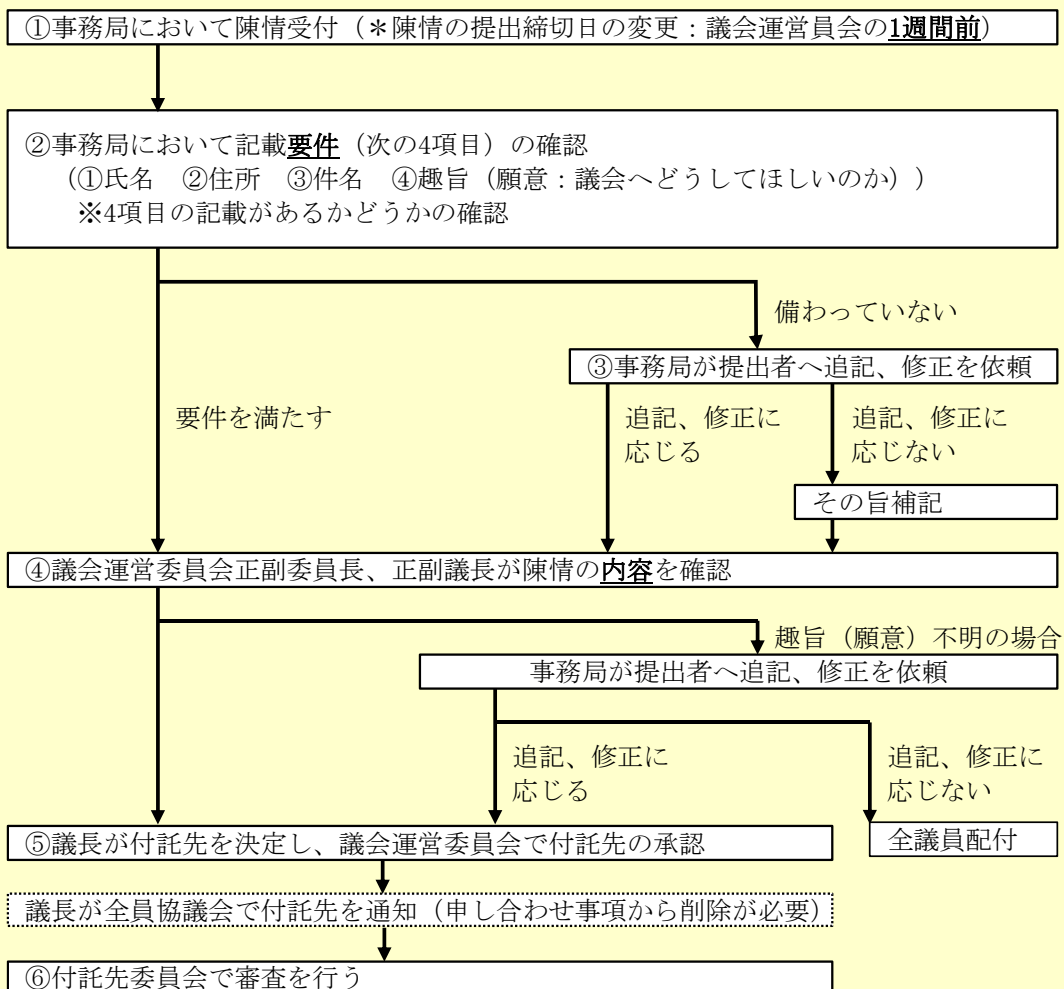 ①事務局において陳情受付（＊陳情の提出締切日の変更：議会運営員会の1週間前）
②事務局において記載要件（次の4項目）の確認
（①氏名　②住所　③件名　④趣旨（願意：議会へどうしてほしいのか））
※4項目の記載があるかどうかの確認
備わっていない
③事務局が提出者へ追記、修正を依頼
要件を満たす
追記、修正に
応じる
追記、修正に
応じない
その旨補記
④議会運営委員会正副委員長、正副議長が陳情の内容を確認
趣旨（願意）不明の場合
事務局が提出者へ追記、修正を依頼
追記、修正に
応じる
追記、修正に
応じない
⑤議長が付託先を決定し、議会運営委員会で付託先の承認
全議員配付
議長が全員協議会で付託先を通知（申し合わせ事項から削除が必要）
⑥付託先委員会で審査を行う